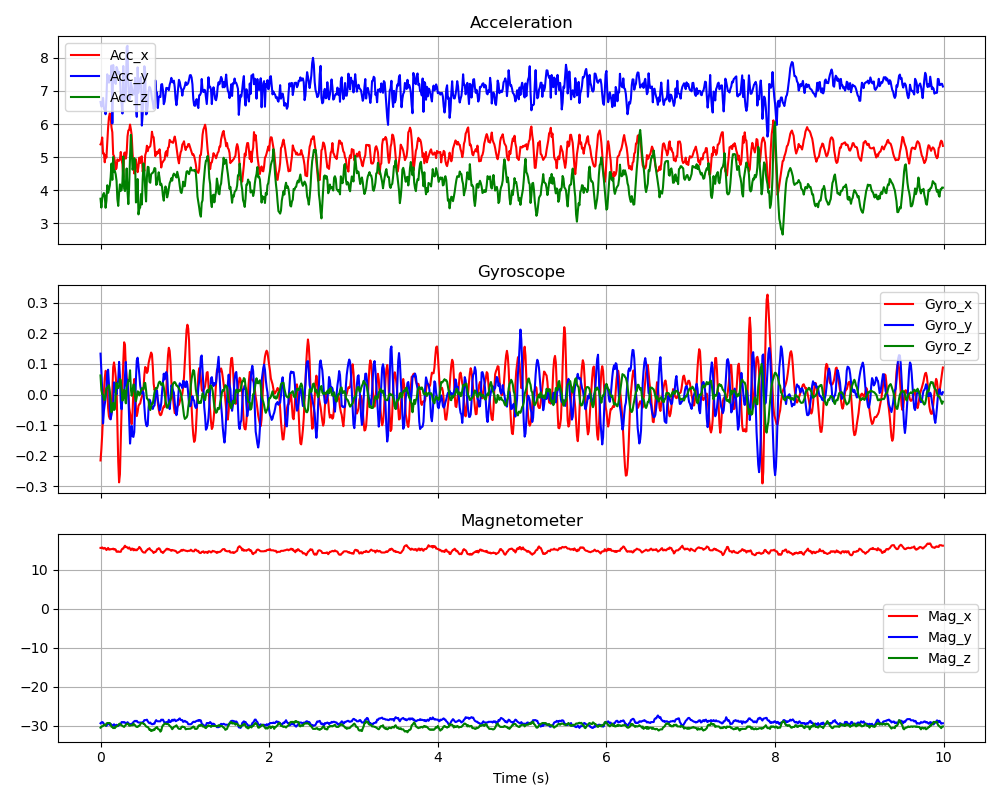 Acceleration
Acc_x
Acc_y
Acc_z
8
7
6
5
4
3
Gyroscope
Gyro_x
Gyro_y
Gyro_z
0.3
0.2
0.1
0.0
−0.1
−0.2
−0.3
Magnetometer
Mag_x
Mag_y
Mag_z
10
0
−10
−20
−30
0 2 4 6 8 10
Time (s)